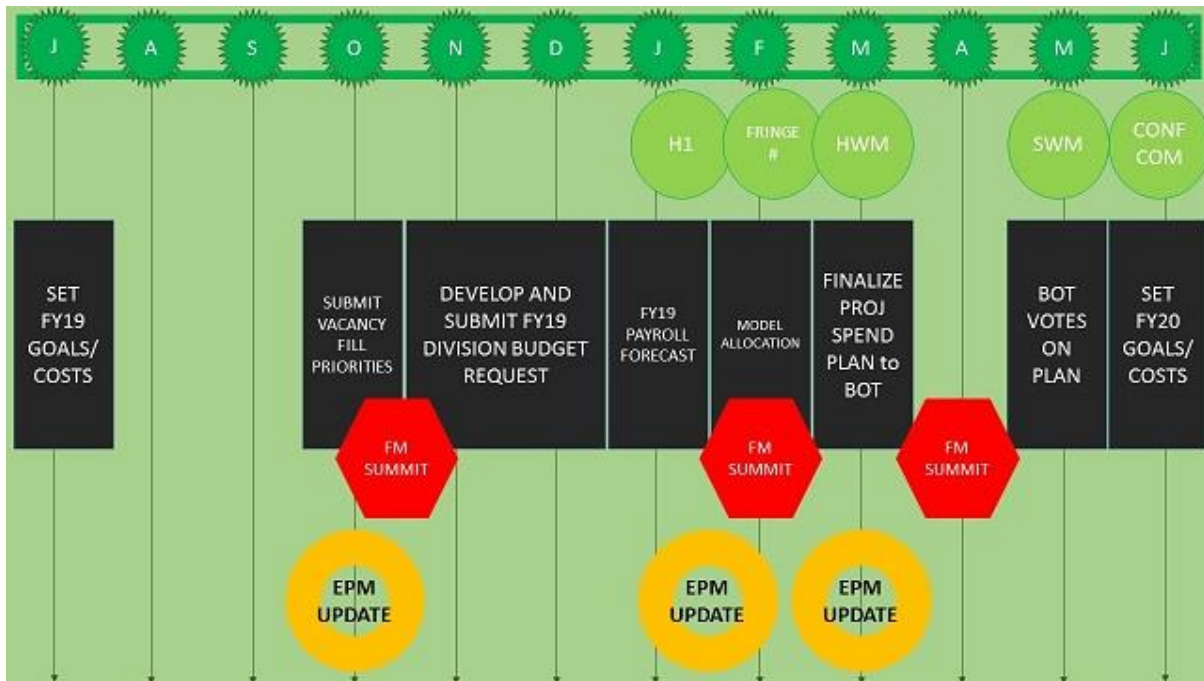 J A S O N D J F M A M J
H1
FRINGE
#
HWM
SWM
CONF
COM
SET
FY19
GOALS/
COSTS
SUBMIT
VACANCY
FILL
PRIORITIES
DEVELOP AND
SUBMIT FY19
DIVISION BUDGET
REQUEST
FY19
PAYROLL
FORECAST
MODEL
ALLOCATION
FINALIZE
PROJ
SPEND
PLAN to
BOT
BOT
VOTES
ON
PLAN
SET
FY20
GOALS/
COSTS
FM
SUMMIT
FM
SUMMIT
FM
SUMMIT
EPM
UPDATE
EPM
UPDATE
EPM
UPDATE